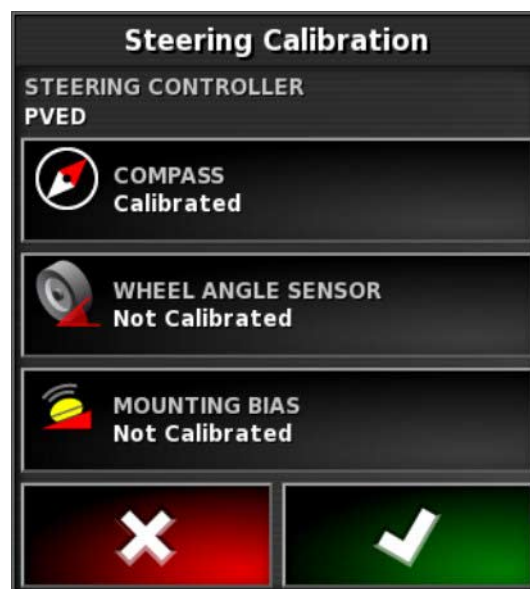 Steering Calibration
STEERING CONTROLLER
PVED
COMPASS
Calibrated
WHEEL ANGLE SENSOR
Not Calibrated
MOUNTING BIAS
Not Calibrated